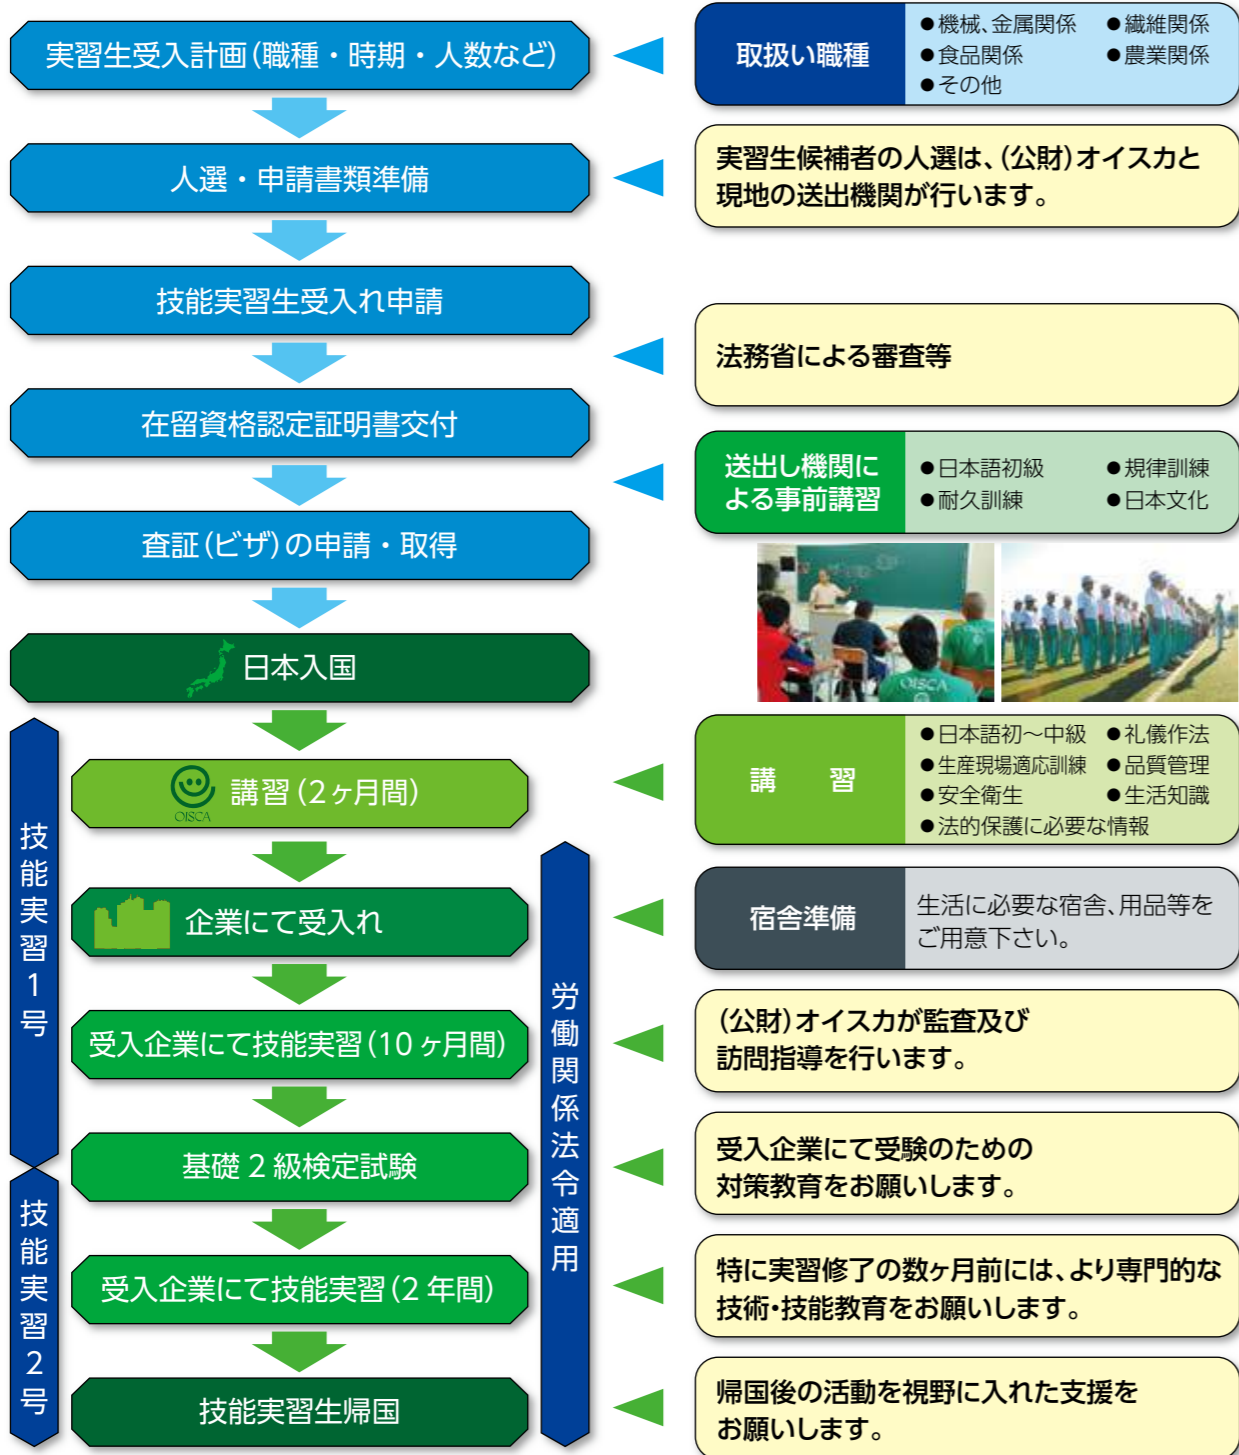 実習生受入計画(職種・時期・人数など)
取扱い職種
●機械、金属関係 ●繊維関係
●食品関係 ●農業関係
●その他
人選・申請書類準備
実習生候補者の人選は、(公財)オイスカと
現地の送出機関が行います。
技能実習生受入れ申請
法務省による審査等
在留資格認定証明書交付
送出し機関に
よる事前講習
●日本語初級 ●規律訓練
●耐久訓練 ●日本文化
査証(ビザ)の申請・取得
OISCA
日本入国
技能実習1号
講習(2ヶ月間)
OISCA
講習
●日本語初～中級 ●礼儀作法
●生産現場適応訓練 ●品質管理
●安全衛生 ●生活知識
●法的保護に必要な情報
労働関係法令適用
企業にて受入れ
宿舎準備
生活に必要な宿舎、用品等を
ご用意下さい。
受入企業にて技能実習(10ヶ月間)
(公財)オイスカが監査及び
訪問指導を行います。
基礎2級検定試験
受入企業にて受験のための
対策教育をお願いします。
技能実習2号
受入企業にて技能実習(2年間)
特に実習修了の数ヶ月前には、より専門的な
技術・技能教育をお願いします。
技能実習生帰国
帰国後の活動を視野に入れた支援を
お願いします。